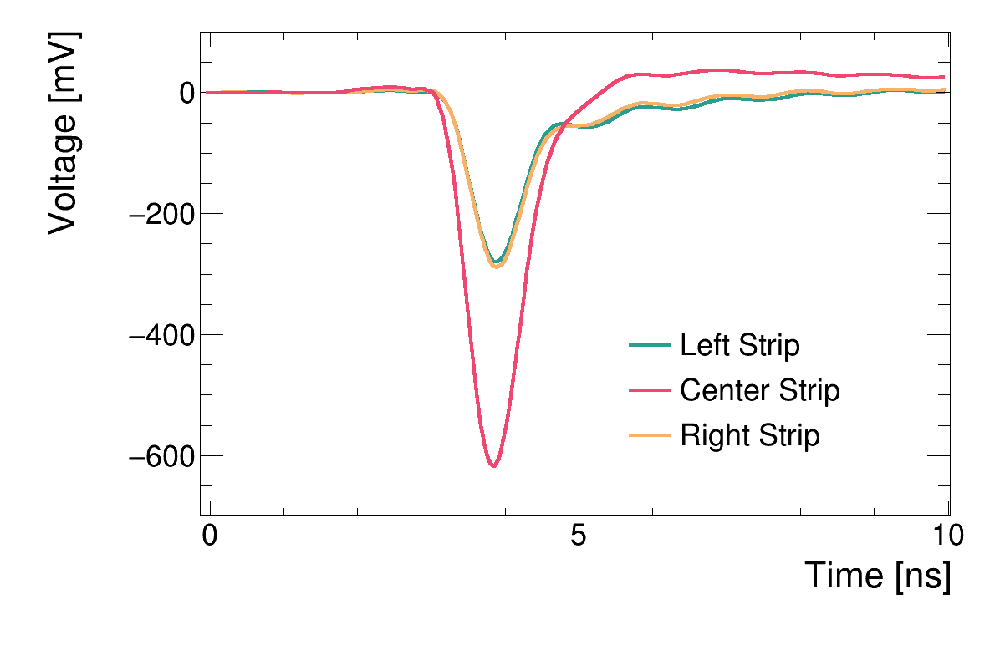 Voltage [mV]
0
−200
−400
−600
Left Strip
Center Strip
Right Strip
0 5 10
Time [ns]